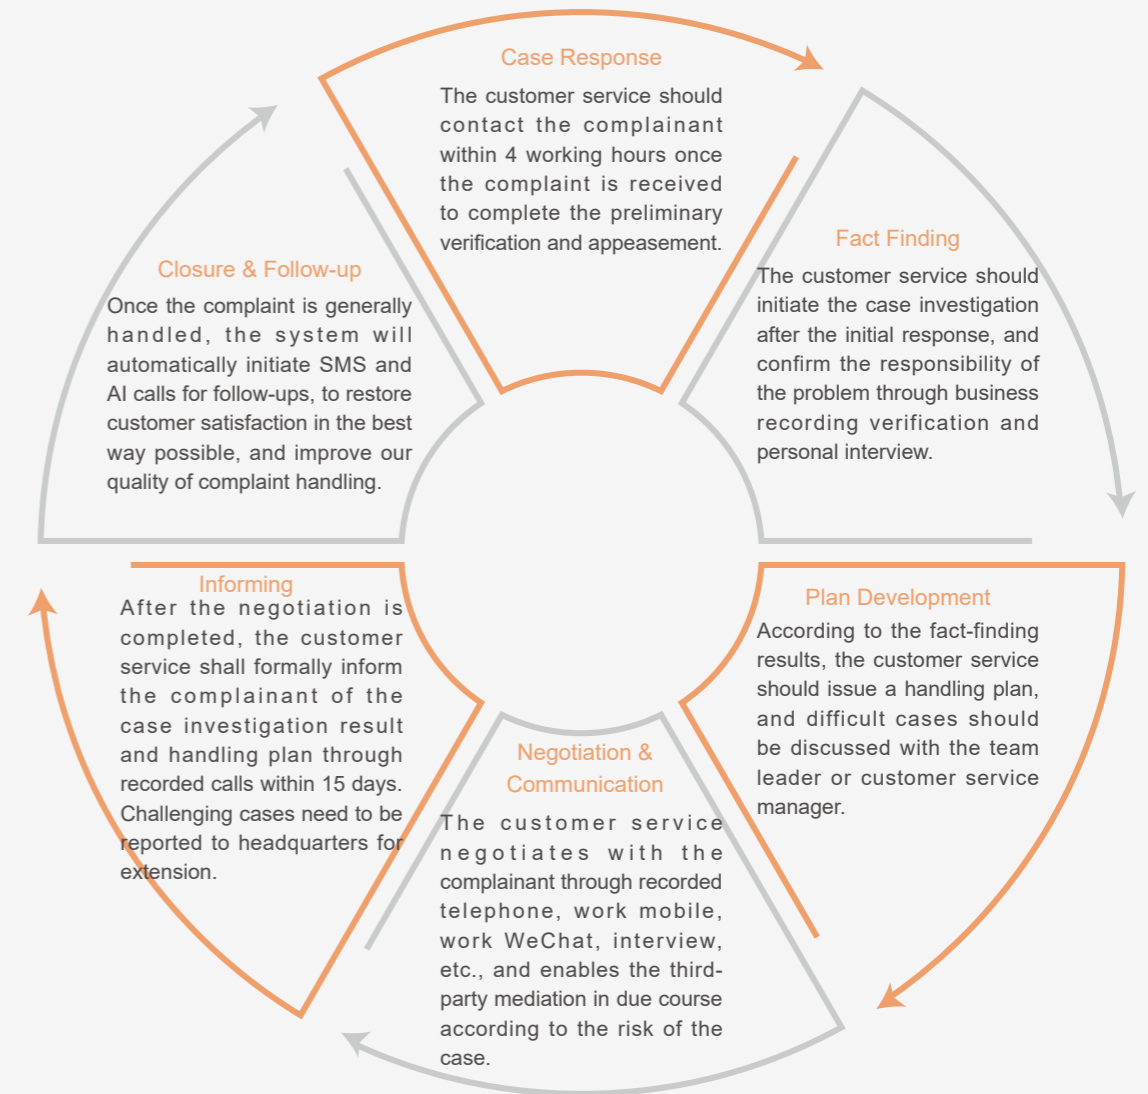 Case Response
The customer service should
contact the complainant
within 4 working hours once
the complaint is received
to complete the preliminary
verification and appeasement.
Fact Finding
The customer service should
initiate the case investigation
after the initial response, and
confirm the responsibility of
the problem through business
recording verification and
personal interview.
Plan Development
According to the fact-finding
results, the customer service
should issue a handling plan,
and difficult cases should
be discussed with the team
leader or customer service
manager.
Negotiation &
Communication
The customer service
negotiates with the
complainant through recorded
telephone, work mobile,
work WeChat, interview,
etc., and enables the third-
party mediation in due course
according to the risk of the
case.
Informing
After the negotiation is
completed, the customer
service shall formally inform
the complainant of the
case investigation result
and handling plan through
recorded calls within 15 days.
Challenging cases need to be
reported to headquarters for
extension.
Closure & Follow-up
Once the complaint is generally
handled, the system will
automatically initiate SMS and
AI calls for follow-ups, to restore
customer satisfaction in the best
way possible, and improve our
quality of complaint handling.